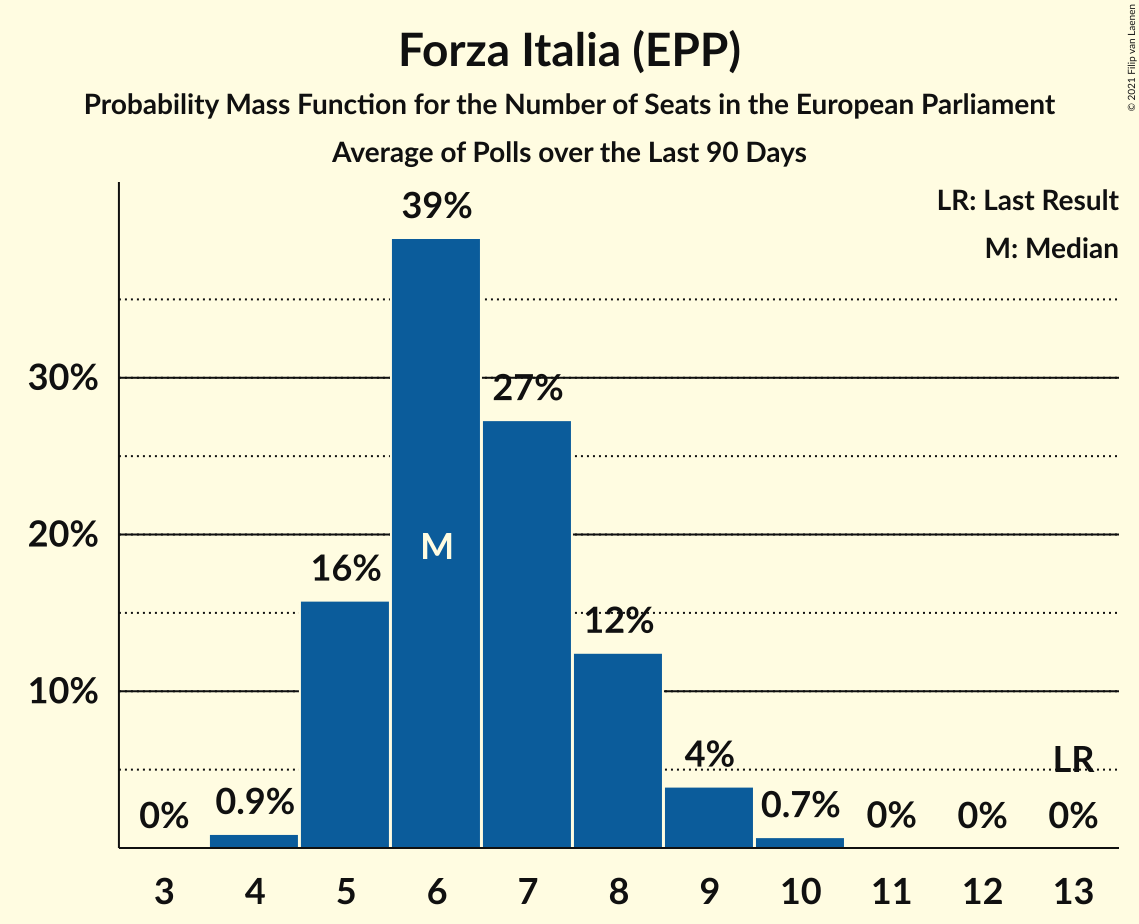 Forza Italia (EPP)
Probability Mass Function for the Number of Seats in the European Parliament
Average of Polls over the Last 90 Days
© 2021 Filip van Laenen
LR: Last Result
M: Median
39%
30%
27%
20%
M
16%
12%
10%
4%
LR
0%
0.9%
0.7%
0%
0%
0%
3 4 5 6 7 8 9 10 11 12 13